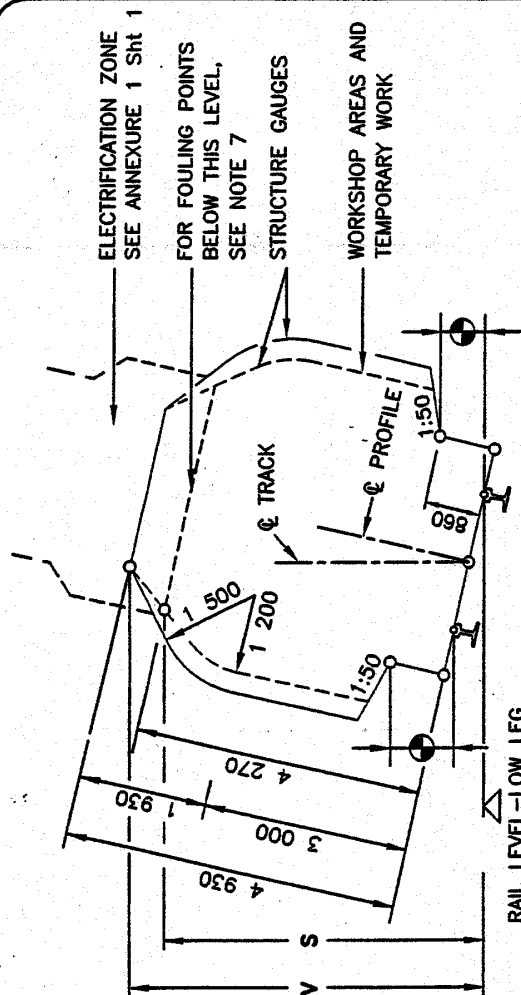 ELECTRIFICATION ZONE
SEE ANNEXURE 1 Sht 1
FOR FOULING POINTS
BELOW THIS LEVEL,
SEE NOTE 7
STRUCTURE GAUGES
WORKSHOP AREAS AND
TEMPORARY WORK
1:50
℄ PROFILE
860
℄ TRACK
1 500
1 200
1:50
4 270
1 930
3 000
4 930
S
V
RAIL LEVEL-LOW LEG